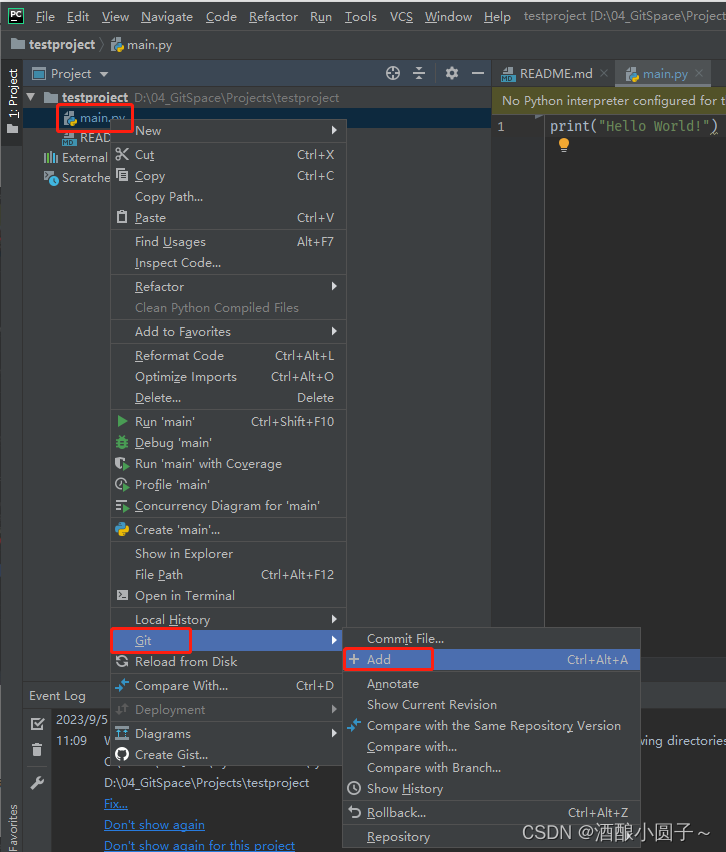 PC File Edit View Navigate Code Refactor Run Tools VCS Window Help testproject [D:\04_GitSpace\Projects\testproject
testproject main.py
1: Project
Project
README.md
main.py
testproject D:\04_GitSpace\Projects\testproject
No Python interpreter configured for t
main.py
READ
External
Scratche
1
print("Hello World!")
New
Cut Ctrl+X
Copy Ctrl+C
Copy Path...
Paste Ctrl+V
Find Usages Alt+F7
Inspect Code...
Refactor
Clean Python Compiled Files
Add to Favorites
Reformat Code Ctrl+Alt+L
Optimize Imports Ctrl+Alt+O
Delete... Delete
Run 'main' Ctrl+Shift+F10
Debug 'main'
Run 'main' with Coverage
Profile 'main'
Concurrency Diagram for 'main'
Create 'main'...
Show in Explorer
File Path Ctrl+Alt+F12
Open in Terminal
Local History
Git
Reload from Disk
Compare With... Ctrl+D
Deployment
Diagrams
Create Gist...
Commit File...
Add Ctrl+Alt+A
Annotate
Show Current Revision
Compare with the Same Repository Version
Compare with...
Compare with Branch...
Show History
Rollback... Ctrl+Alt+Z
Repository
Event Log
2023/9/5
11:09
wing directories
D:\04_GitSpace\Projects\testproject
Fix...
Don't show again
Don't show again for this project
Favorites
CSDN @酒酿小圆子～